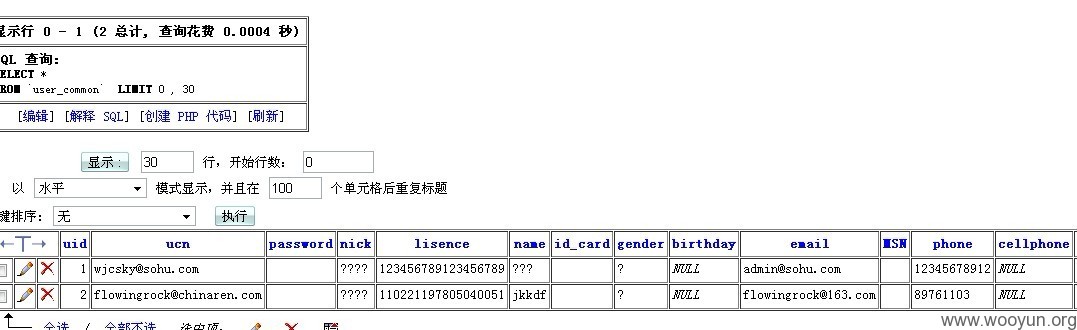 显示行 0 - 1 (2 总计, 查询花费 0.0004 秒)
QL 查询:
ELECT *
ROM `user_common` LIMIT 0 , 30
[编辑] [解释 SQL] [创建 PHP 代码] [刷新]
显示: 30 行, 开始行数: 0
以 水平 模式显示, 并且在 100 个单元格后重复标题
键排序: 无 执行
←T→ uid ucn password nick lisence name id_card gender birthday email MSN phone cellphone
1 wjcsky@sohu.com ???? 123456789123456789 ??? ? NULL admin@sohu.com 12345678912 NULL
2 flowingrock@chinaren.com ???? 110221197805040051 jkkdf ? NULL flowingrock@163.com 89761103 NULL
全选 / 全部不选 选中项:
www.wooyun.org